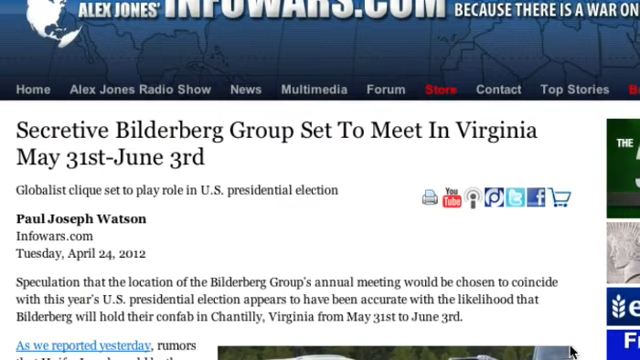 ALEX JONES' INFOWARS.COM BECAUSE THERE IS A WAR ON
Home Alex Jones Radio Show News Multimedia Forum Store Contact Top Stories
Secretive Bilderberg Group Set To Meet In Virginia
May 31st-June 3rd
Globalist clique set to play role in U.S. presidential election
You
Tube
Paul Joseph Watson
Infowars.com
Tuesday, April 24, 2012
THE
Speculation that the location of the Bilderberg Group's annual meeting would be chosen to coincide
with this year's U.S. presidential election appears to have been accurate with the likelihood that
Bilderberg will hold their confab in Chantilly, Virginia from May 31st to June 3rd.
As we reported yesterday, rumors